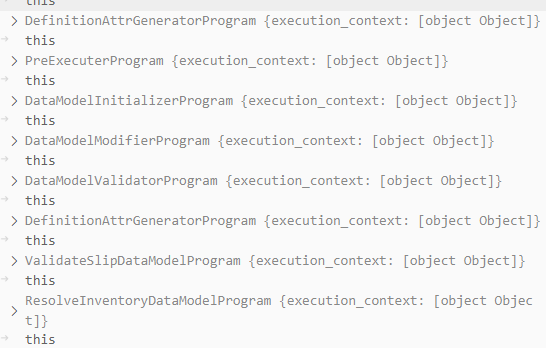 this
DefinitionAttrGeneratorProgram {execution_context: [object Object]}
this
PreExecuterProgram {execution_context: [object Object]}
this
DataModelInitializerProgram {execution_context: [object Object]}
this
DataModelModifierProgram {execution_context: [object Object]}
this
DataModelValidatorProgram {execution_context: [object Object]}
this
DefinitionAttrGeneratorProgram {execution_context: [object Object]}
this
ValidateSlipDataModelProgram {execution_context: [object Object]}
this
ResolveInventoryDataModelProgram {execution_context: [object Objec
t]}
this